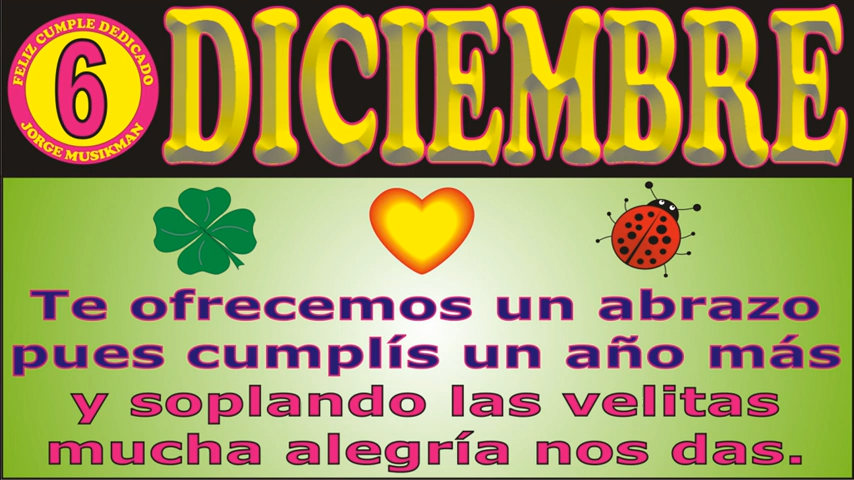 FELIZ CUMPLE DEDICADO
6
JORGE MUSIKMAN
DICIEMBRE
Te ofrecemos un abrazo
pues cumplís un año más
y soplando las velitas
mucha alegría nos das.